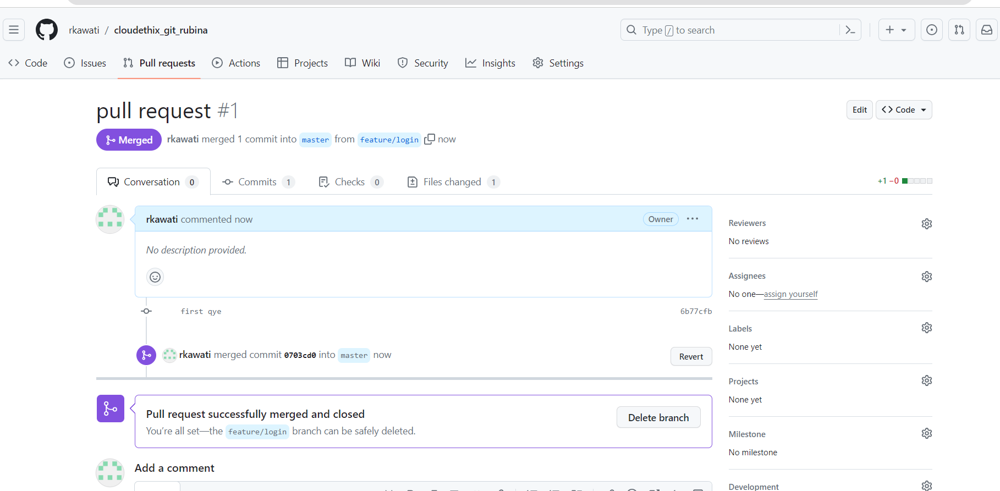 rkawati / cloudethix_git_rubina
Type / to search
Code Issues Pull requests Actions Projects Wiki Security Insights Settings
pull request #1
Edit
Code
Merged
rkawati merged 1 commit into master from feature/login now
Conversation 0
Commits 1
Checks 0
Files changed 1
+1 −0
rkawati commented now
Owner
No description provided.
first qye
6b77cfb
rkawati merged commit 0703cd0 into master now
Revert
Pull request successfully merged and closed
You're all set—the feature/login branch can be safely deleted.
Delete branch
Add a comment
Reviewers
No reviews
Assignees
No one—assign yourself
Labels
None yet
Projects
None yet
Milestone
No milestone
Development